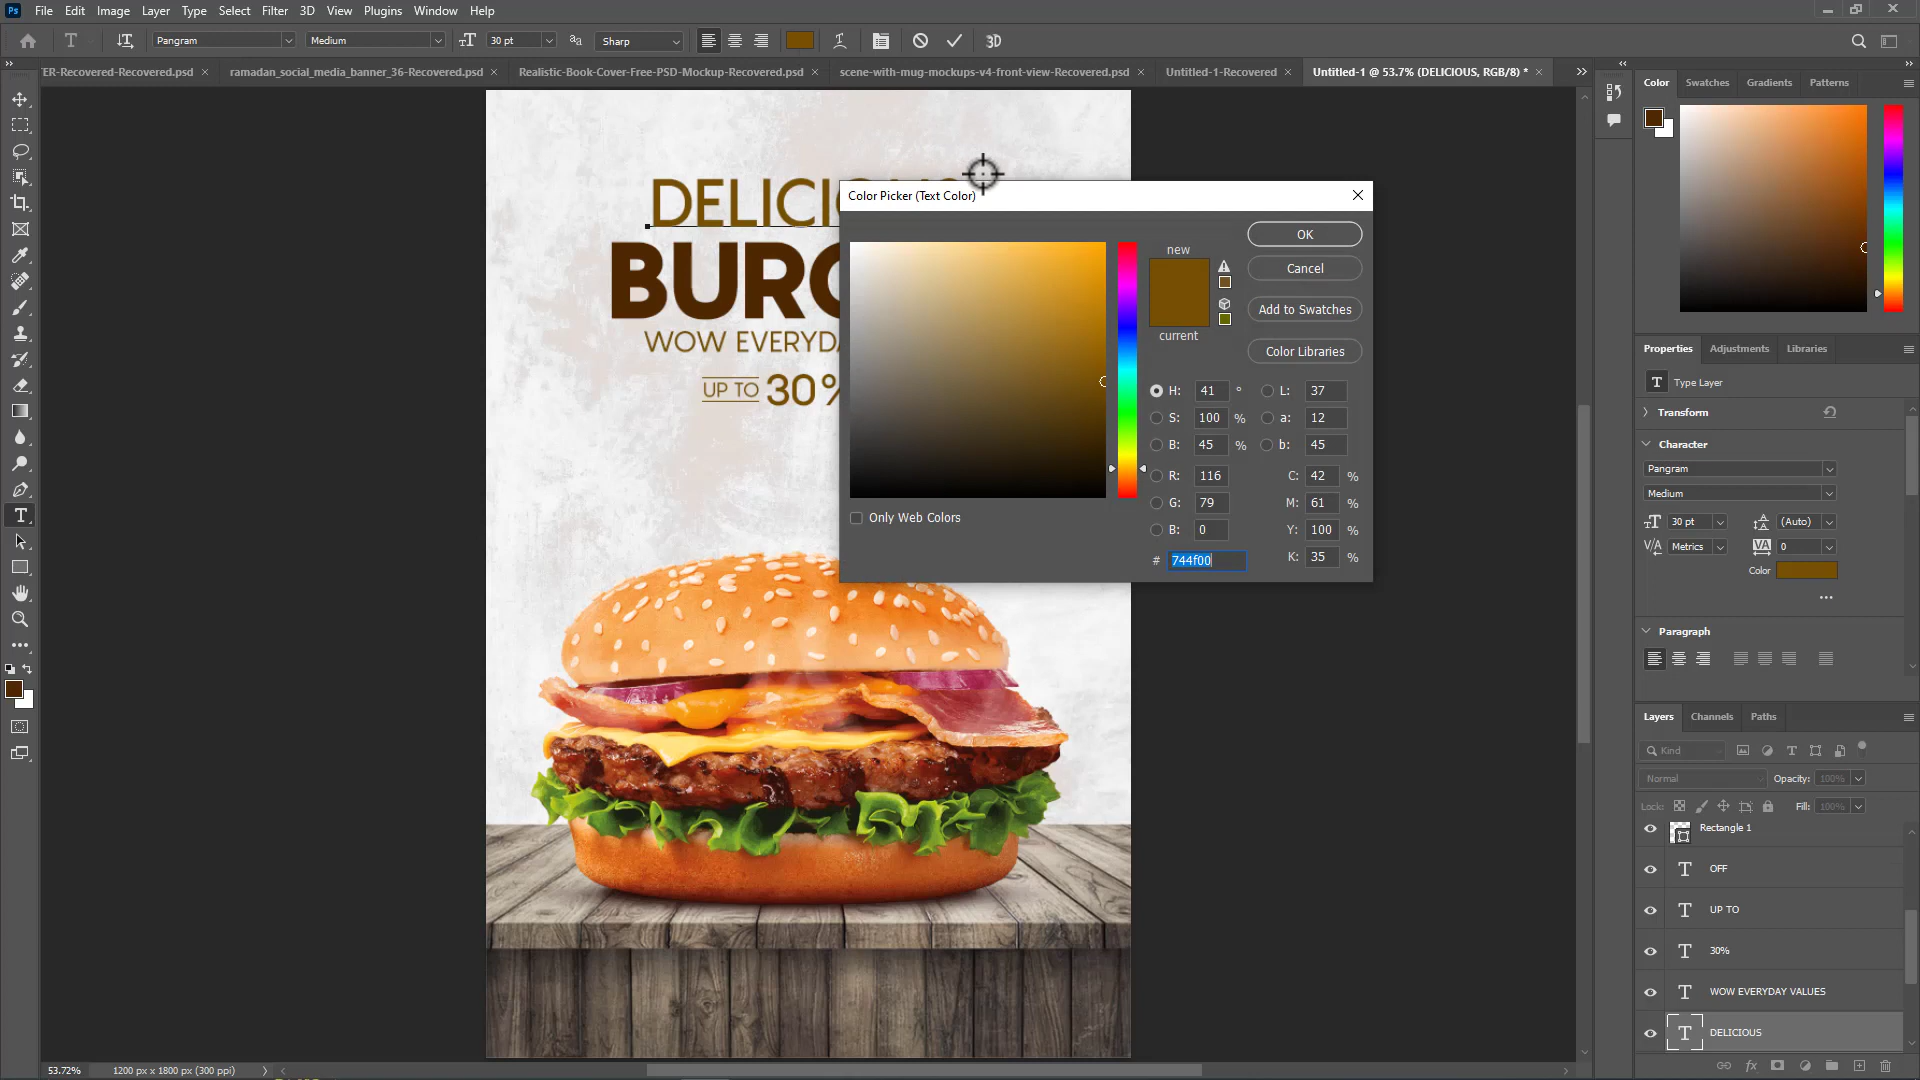 Ps File Edit Image Layer Type Select Filter 3D View Plugins Window Help
Pangram Medium 30 pt Sharp 3D
ER-Recovered-Recovered.psd ramadan_social_media_banner_36-Recovered.psd Realistic-Book-Cover-Free-PSD-Mockup-Recovered.psd scene-with-mug-mockups-v4-front-view-Recovered.psd Untitled-1-Recovered Untitled-1 @ 53.7% (DELICIOUS, RGB/8) *
DELICI
BURG
WOW EVERYDA
UP TO 30%
Color Picker (Text Color)
new
current
OK
Cancel
Add to Swatches
Color Libraries
H: 41 ° L: 37
S: 100 % a: 12
B: 45 % b: 45
R: 116 C: 42 %
G: 79 M: 61 %
B: 0 Y: 100 %
# 744f00 K: 35 %
Only Web Colors
Color Swatches Gradients Patterns
Properties Adjustments Libraries
T Type Layer
Transform
Character
Pangram
Medium
30 pt (Auto)
Metrics 0
Color
Paragraph
Layers Channels Paths
Kind
Normal Opacity: 100%
Lock: Fill: 100%
Rectangle 1
T OFF
T UP TO
T 30%
T WOW EVERYDAY VALUES
T DELICIOUS
53.72% 1200 px x 1800 px (300 ppi)